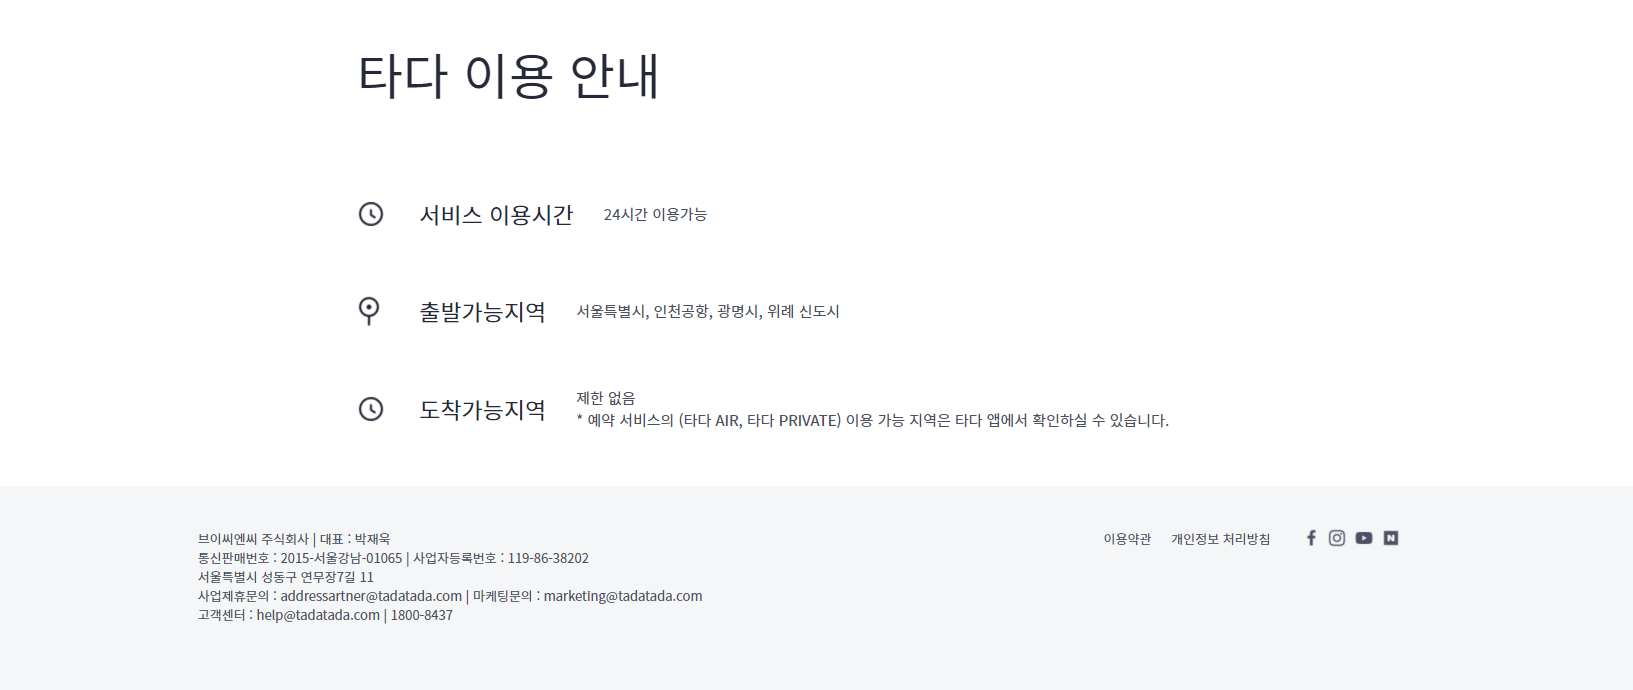 타다 이용 안내
서비스 이용시간 24시간 이용가능
출발가능지역 서울특별시, 인천공항, 광명시, 위례 신도시
도착가능지역 제한 없음
* 예약 서비스의 (타다 AIR, 타다 PRIVATE) 이용 가능 지역은 타다 앱에서 확인하실 수 있습니다.
브이씨엔씨 주식회사 | 대표 : 박재욱
통신판매번호 : 2015-서울강남-01065 | 사업자등록번호 : 119-86-38202
서울특별시 성동구 연무장7길 11
사업제휴문의 : addressartner@tadatada.com | 마케팅문의 : marketing@tadatada.com
고객센터 : help@tadatada.com | 1800-8437
이용약관 개인정보 처리방침